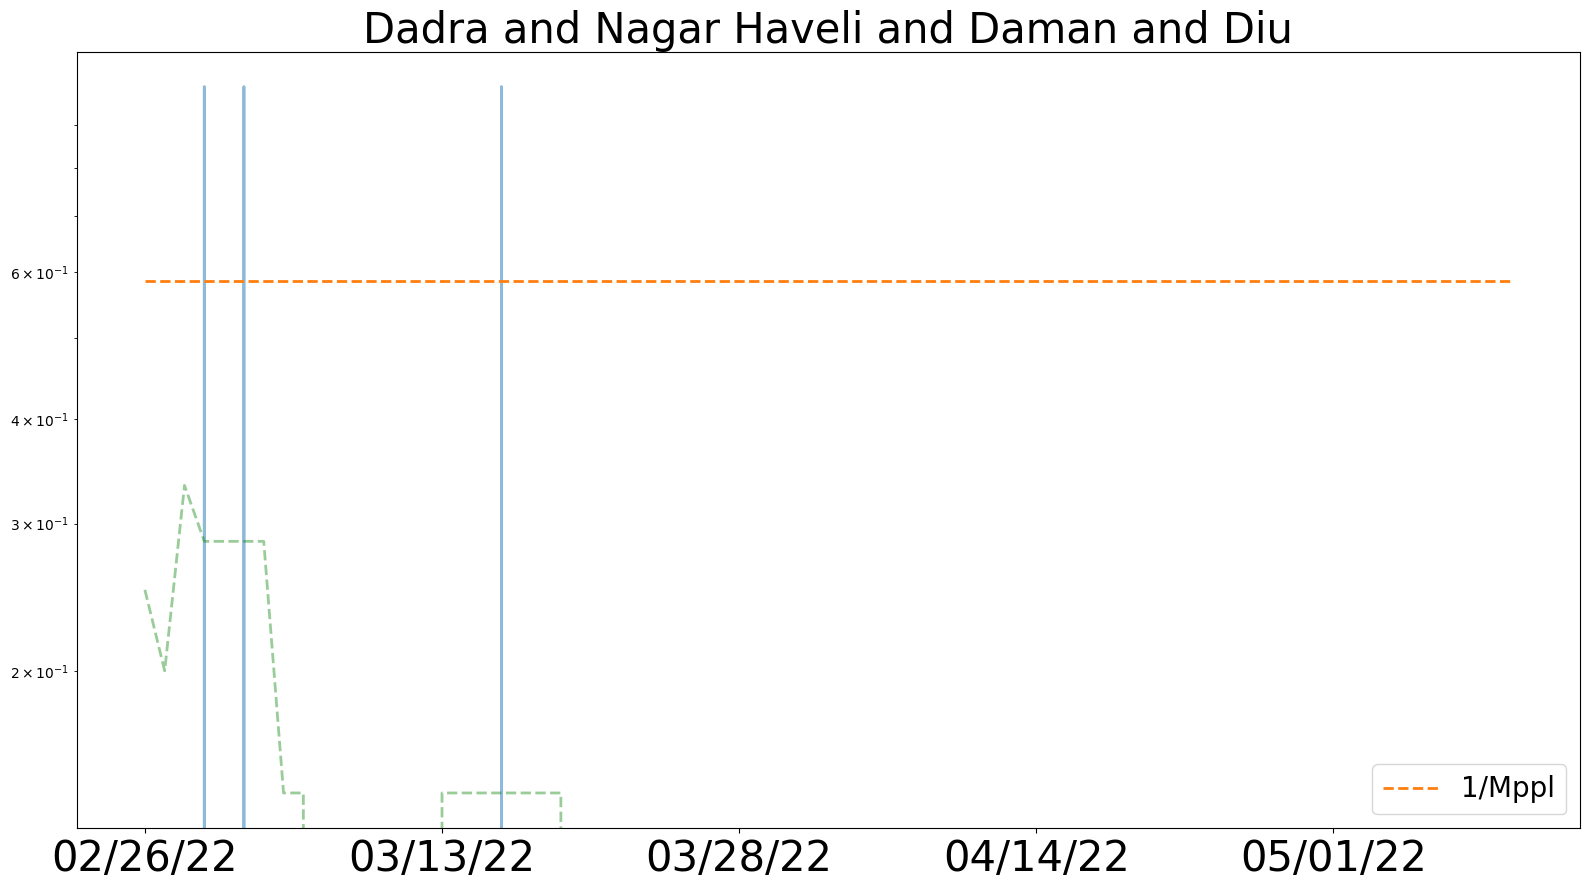 Dadra and Nagar Haveli and Daman and Diu
6 × 10⁻¹
4 × 10⁻¹
3 × 10⁻¹
2 × 10⁻¹
1/Mppl
02/26/22 03/13/22 03/28/22 04/14/22 05/01/22